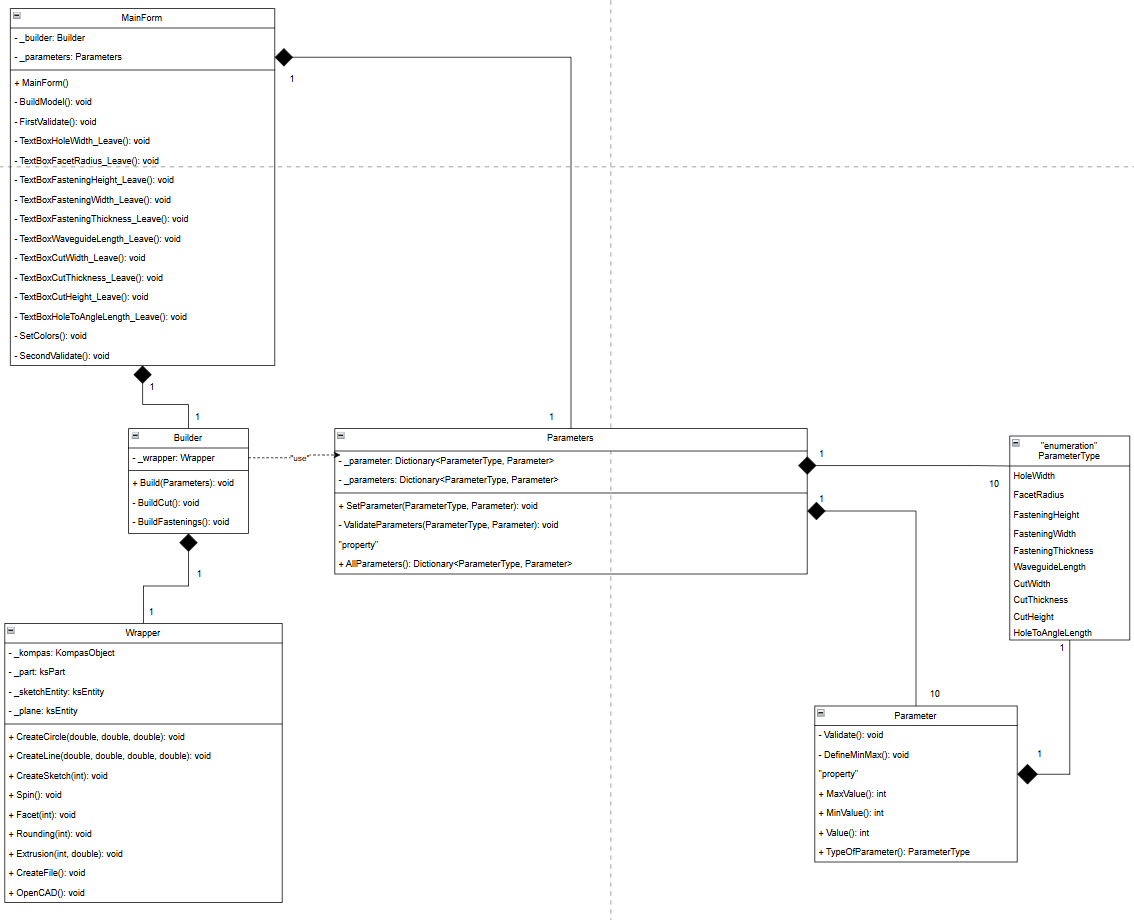 MainForm
- _builder: Builder
- _parameters: Parameters
+ MainForm()
- BuildModel(): void
- FirstValidate(): void
- TextBoxHoleWidth_Leave(): void
- TextBoxFacetRadius_Leave(): void
- TextBoxFasteningHeight_Leave(): void
- TextBoxFasteningWidth_Leave(): void
- TextBoxFasteningThickness_Leave(): void
- TextBoxWaveguideLength_Leave(): void
- TextBoxCutWidth_Leave(): void
- TextBoxCutThickness_Leave(): void
- TextBoxCutHeight_Leave(): void
- TextBoxHoleToAngleLength_Leave(): void
- SetColors(): void
- SecondValidate(): void
1
1
1
1
Builder
- _wrapper: Wrapper
+ Build(Parameters): void
- BuildCut(): void
- BuildFastenings(): void
"use"
Parameters
- _parameter: Dictionary<ParameterType, Parameter>
- _parameters: Dictionary<ParameterType, Parameter>
+ SetParameter(ParameterType, Parameter): void
- ValidateParameters(ParameterType, Parameter): void
"property"
+ AllParameters(): Dictionary<ParameterType, Parameter>
1
10
1
10
"enumeration"
ParameterType
HoleWidth
FacetRadius
FasteningHeight
FasteningWidth
FasteningThickness
WaveguideLength
CutWidth
CutThickness
CutHeight
HoleToAngleLength
1
1
1
1
Wrapper
- _kompas: KompasObject
- _part: ksPart
- _sketchEntity: ksEntity
- _plane: ksEntity
+ CreateCircle(double, double, double): void
+ CreateLine(double, double, double, double): void
+ CreateSketch(int): void
+ Spin(): void
+ Facet(int): void
+ Rounding(int): void
+ Extrusion(int, double): void
+ CreateFile(): void
+ OpenCAD(): void
Parameter
- Validate(): void
- DefineMinMax(): void
"property"
+ MaxValue(): int
+ MinValue(): int
+ Value(): int
+ TypeOfParameter(): ParameterType